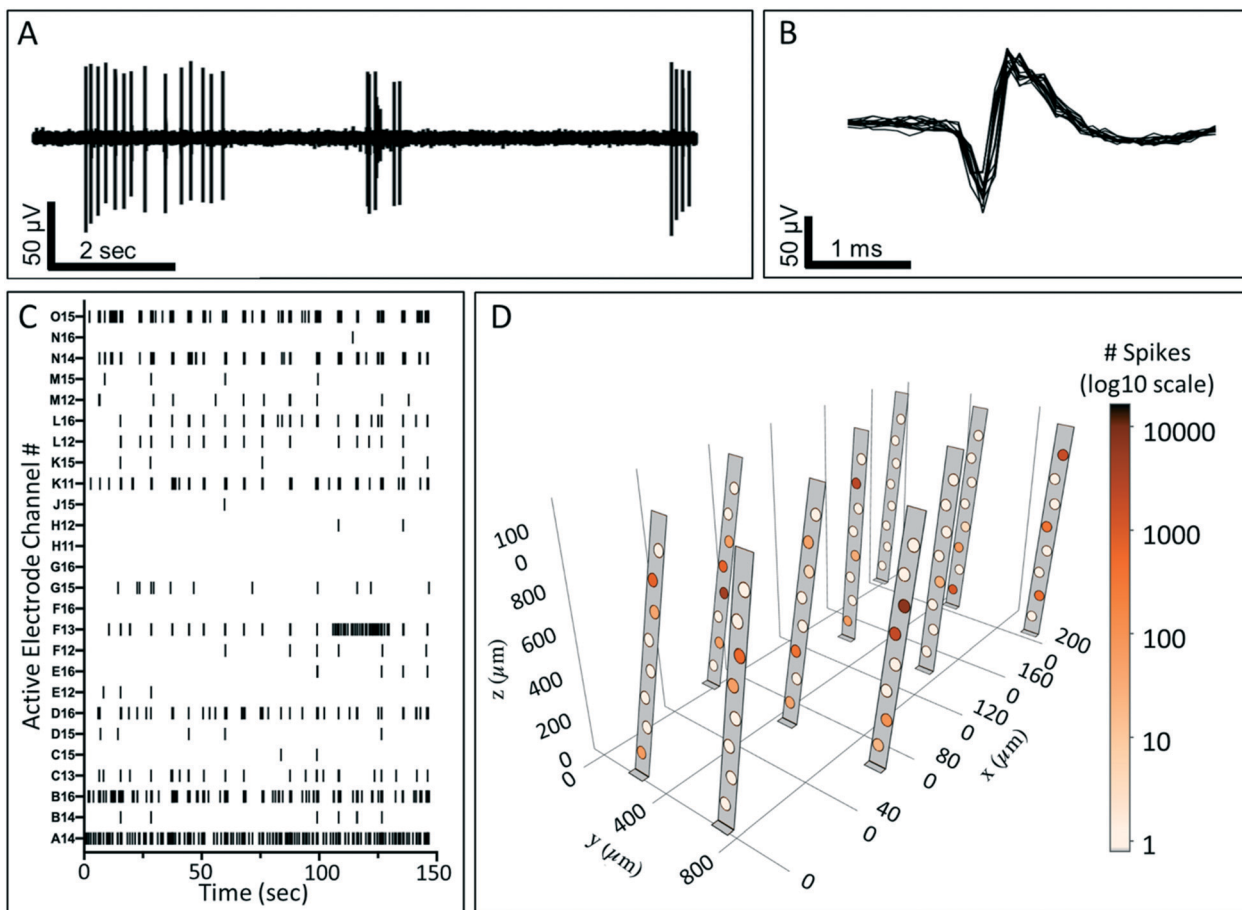 A
50 µV
2 sec
B
50 µV
1 ms
C
Active Electrode Channel #
O15
N16
N14
M15
M12
L16
L12
K15
K11
J15
H12
H11
G16
G15
F16
F13
F12
E16
E12
D16
D15
C15
C13
B16
B14
A14
0 50 100 150
Time (sec)
D
# Spikes
(log10 scale)
10000
1000
100
10
1
z (µm)
100
0
800
600
400
200
0
0
400
800
y (µm)
0
40
0
80
0
120
0
160
0
200
0
x (µm)